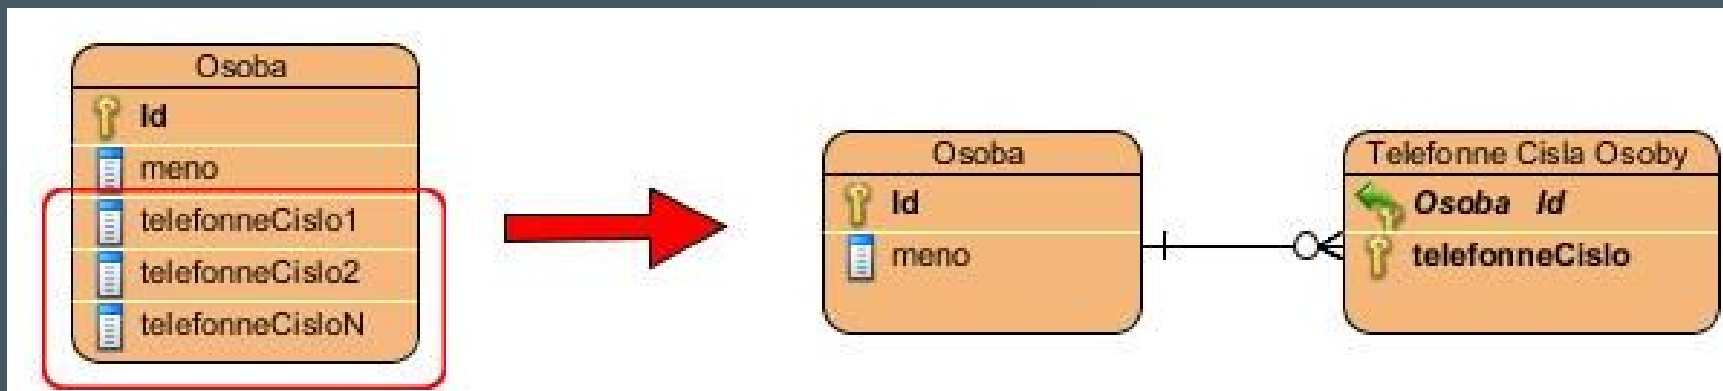 Osoba
Id
meno
telefonneCislo1
telefonneCislo2
telefonneCisloN
Osoba
Id
meno
Telefonne Cisla Osoby
Osoba Id
telefonneCislo